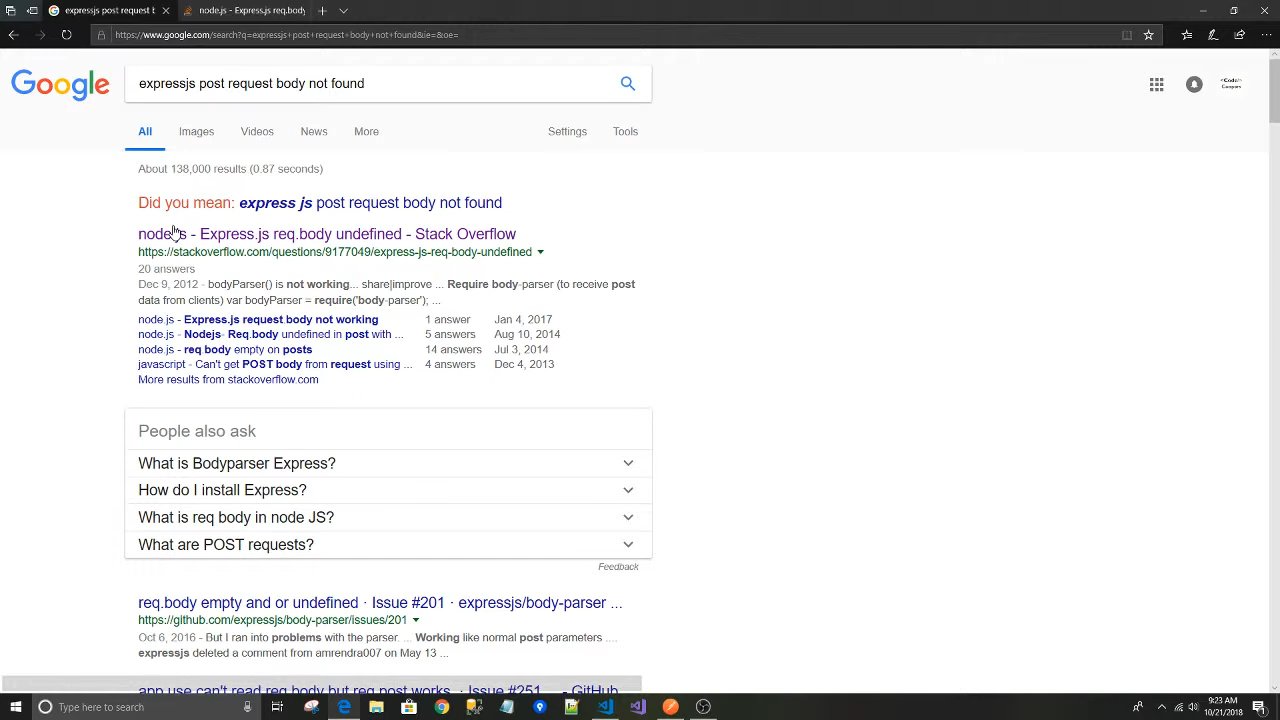 expressjs post request b
node.js - Express.js req.body
https://www.google.com/search?q=expressjs+post+request+body+not+found&ie=&oe=
Google
expressjs post request body not found
<Code/>
All
Images
Videos
News
More
Settings
Tools
About 138,000 results (0.87 seconds)
Did you mean: express js post request body not found
node.js - Express.js req.body undefined - Stack Overflow
https://stackoverflow.com/questions/9177049/express-js-req-body-undefined
20 answers
Dec 9, 2012 - bodyParser() is not working... share|improve ... Require body-parser (to receive post
data from clients) var bodyParser = require('body-parser'); ...
node.js - Express.js request body not working 1 answer Jan 4, 2017
node.js - Nodejs- Req.body undefined in post with ... 5 answers Aug 10, 2014
node.js - req body empty on posts 14 answers Jul 3, 2014
javascript - Can't get POST body from request using ... 4 answers Dec 4, 2013
More results from stackoverflow.com
People also ask
What is Bodyparser Express?
How do I install Express?
What is req body in node JS?
What are POST requests?
Feedback
req.body empty and or undefined · Issue #201 · expressjs/body-parser ...
https://github.com/expressjs/body-parser/issues/201
Oct 6, 2016 - But I ran into problems with the parser. ... Working like normal post parameters ....
expressjs deleted a comment from amrendra007 on May 13 ...
app.use can't read req.body but req.post works. · Issue #251 ... - GitHub
Type here to search
9:23 AM
10/21/2018